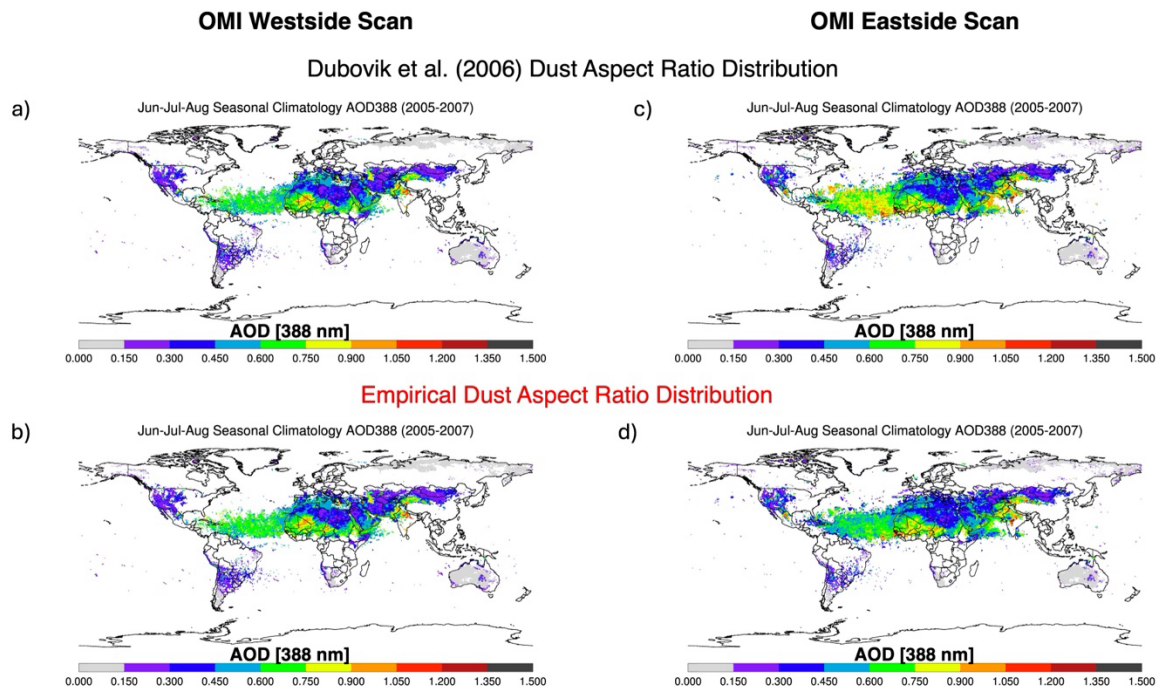 OMI Westside Scan
OMI Eastside Scan
Dubovik et al. (2006) Dust Aspect Ratio Distribution
a)
Jun-Jul-Aug Seasonal Climatology AOD388 (2005-2007)
AOD [388 nm]
0.000 0.150 0.300 0.450 0.600 0.750 0.900 1.050 1.200 1.350 1.500
c)
Jun-Jul-Aug Seasonal Climatology AOD388 (2005-2007)
AOD [388 nm]
0.000 0.150 0.300 0.450 0.600 0.750 0.900 1.050 1.200 1.350 1.500
Empirical Dust Aspect Ratio Distribution
b)
Jun-Jul-Aug Seasonal Climatology AOD388 (2005-2007)
AOD [388 nm]
0.000 0.150 0.300 0.450 0.600 0.750 0.900 1.050 1.200 1.350 1.500
d)
Jun-Jul-Aug Seasonal Climatology AOD388 (2005-2007)
AOD [388 nm]
0.000 0.150 0.300 0.450 0.600 0.750 0.900 1.050 1.200 1.350 1.500